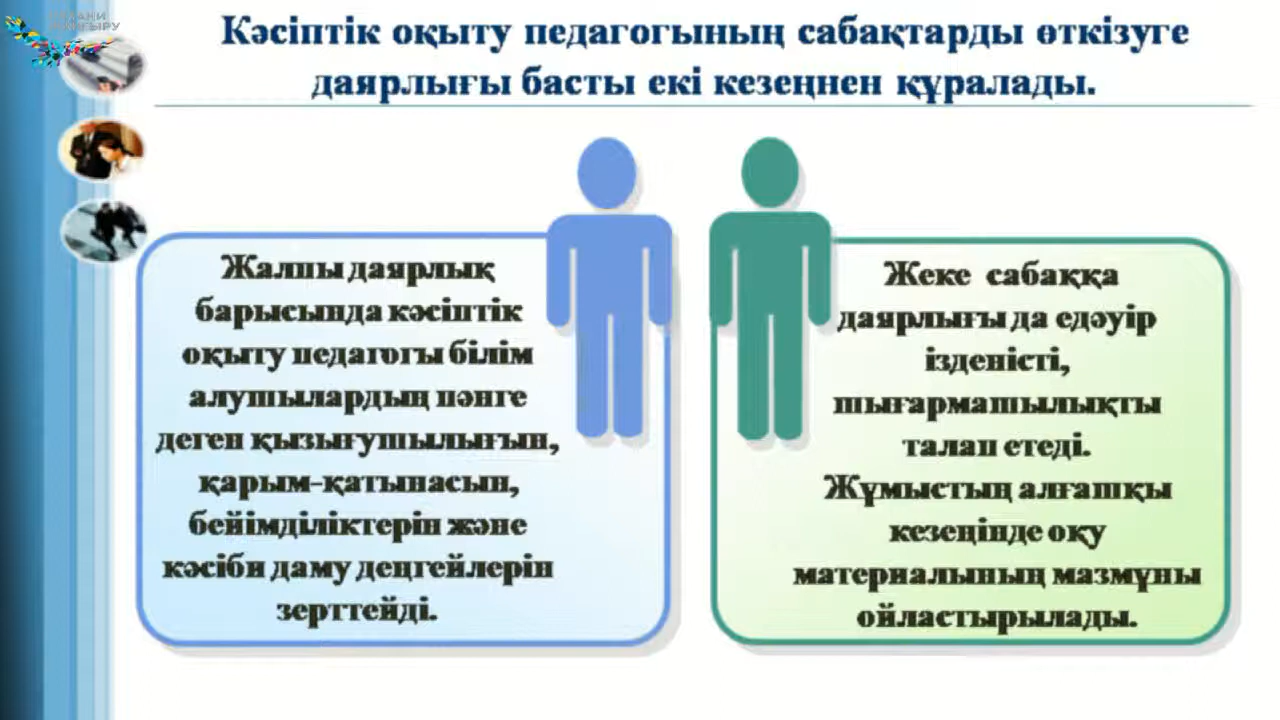 Кәсіптік оқыту педагогының сабақтарды өткізуге
даярлығы басты екі кезеңнен құралады.
Жалпы даярлық
барысында кәсіптік
оқыту педагогы білім
алушылардың пәнге
деген қызығушылығын,
қарым-қатынасын,
бейімділіктерін және
кәсіби даму деңгейлерін
зерттейді.
Жеке сабаққа
даярлығы да едәуір
ізденісті,
шығармашылықты
талап етеді.
Жұмыстың алғашқы
кезеңінде оқу
материалының мазмұны
ойластырылады.